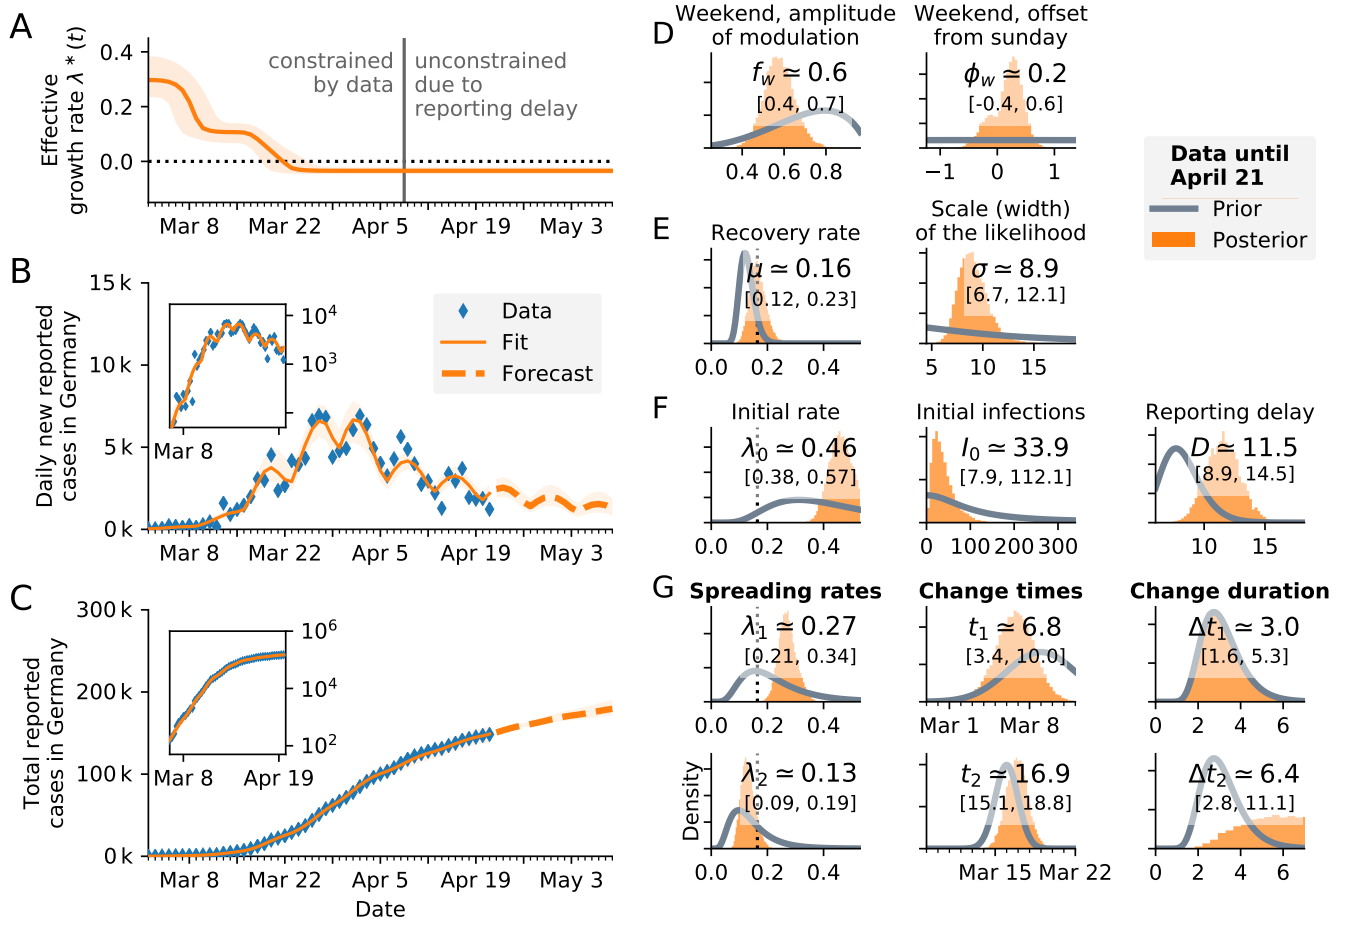 A
Effective
growth rate λ * (t)
0.4
0.2
0.0
constrained
by data
unconstrained
due to
reporting delay
Mar 8
Mar 22
Apr 5
Apr 19
May 3
B
Daily new reported
cases in Germany
15 k
10 k
5 k
0 k
10⁴
10³
Mar 8
Data
Fit
Forecast
Mar 8
Mar 22
Apr 5
Apr 19
May 3
C
Total reported
cases in Germany
300 k
200 k
100 k
0 k
10⁶
10⁴
10²
Mar 8
Apr 19
Mar 8
Mar 22
Apr 5
Apr 19
May 3
Date
D
Weekend, amplitude
of modulation
f_w ≃ 0.6
[0.4, 0.7]
0.4 0.6 0.8
Weekend, offset
from sunday
ϕ_w ≃ 0.2
[-0.4, 0.6]
−1 0 1
Data until
April 21
Prior
Posterior
E
Recovery rate
μ ≃ 0.16
[0.12, 0.23]
0.0 0.2 0.4
Scale (width)
of the likelihood
σ ≃ 8.9
[6.7, 12.1]
5 10 15
F
Initial rate
λ₀ ≃ 0.46
[0.38, 0.57]
0.0 0.2 0.4
Initial infections
I₀ ≃ 33.9
[7.9, 112.1]
0 100 200 300
Reporting delay
D ≃ 11.5
[8.9, 14.5]
10 15
G
Spreading rates
λ₁ ≃ 0.27
[0.21, 0.34]
0.0 0.2 0.4
Change times
t₁ ≃ 6.8
[3.4, 10.0]
Mar 1 Mar 8
Change duration
Δt₁ ≃ 3.0
[1.6, 5.3]
0 2 4 6
Density
λ₂ ≃ 0.13
[0.09, 0.19]
0.0 0.2 0.4
t₂ ≃ 16.9
[15.1, 18.8]
Mar 15 Mar 22
Δt₂ ≃ 6.4
[2.8, 11.1]
0 2 4 6